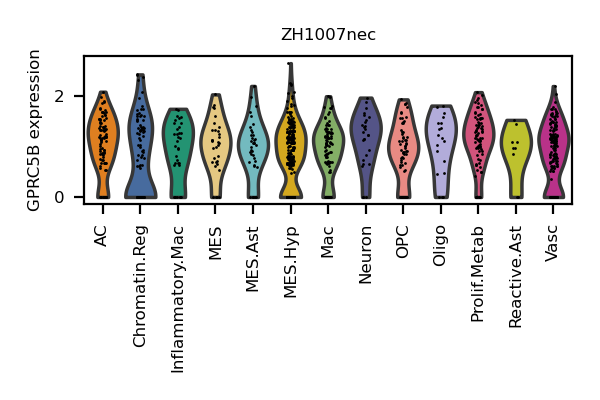 ZH1007nec
GPRC5B expression
2
0
AC
Chromatin.Reg
Inflammatory.Mac
MES
MES.Ast
MES.Hyp
Mac
Neuron
OPC
Oligo
Prolif.Metab
Reactive.Ast
Vasc